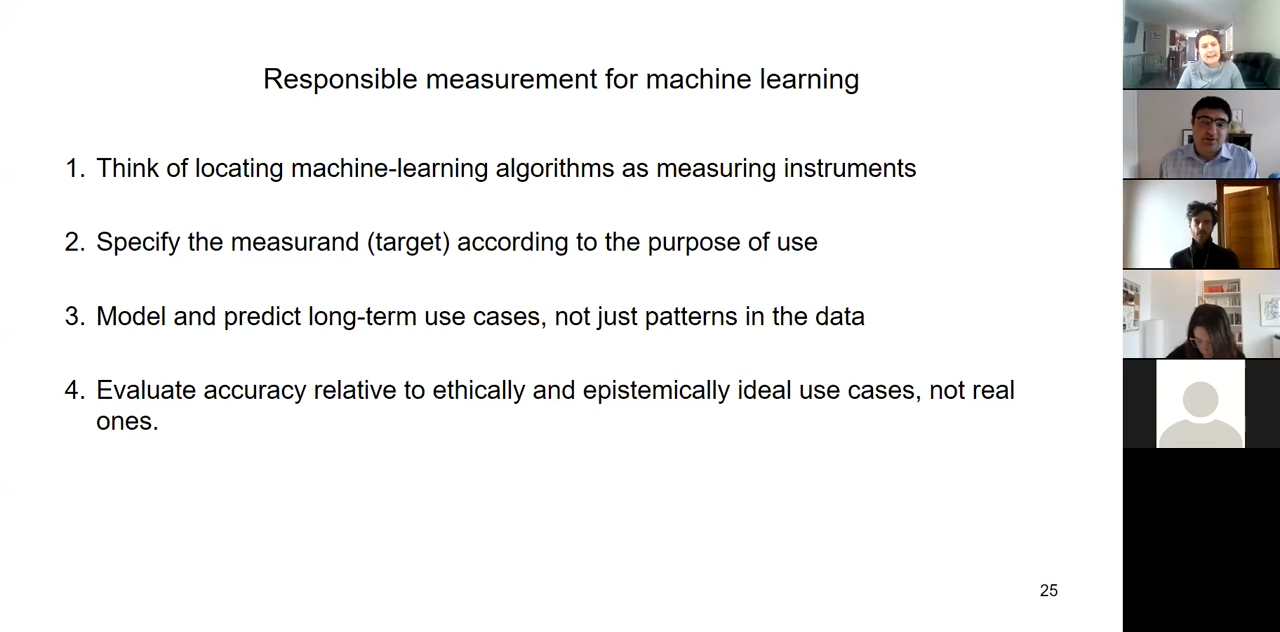 Responsible measurement for machine learning
1. Think of locating machine-learning algorithms as measuring instruments
2. Specify the measurand (target) according to the purpose of use
3. Model and predict long-term use cases, not just patterns in the data
4. Evaluate accuracy relative to ethically and epistemically ideal use cases, not real
ones.
25